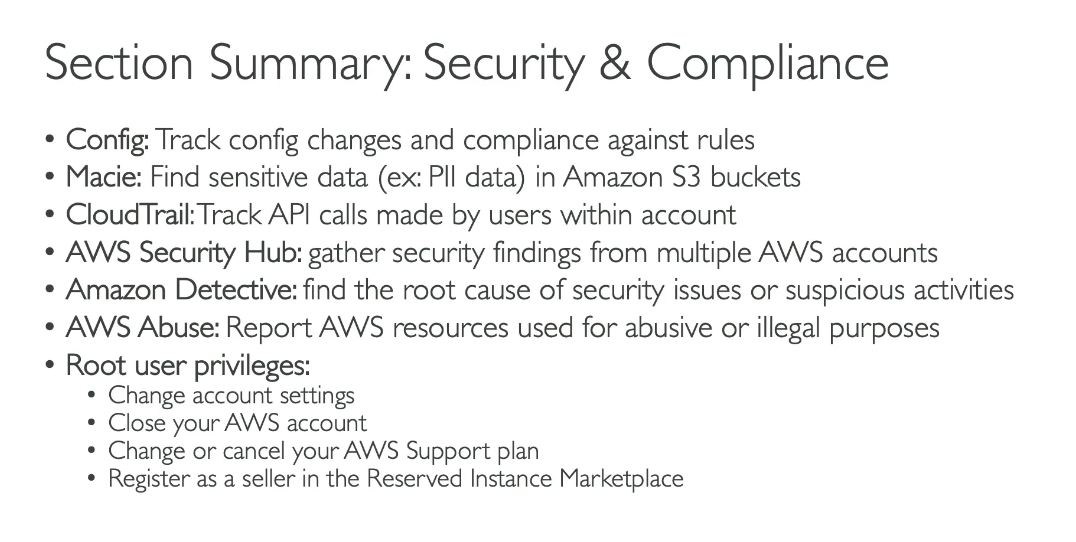 Section Summary: Security & Compliance
• Config: Track config changes and compliance against rules
• Macie: Find sensitive data (ex: PII data) in Amazon S3 buckets
• CloudTrail: Track API calls made by users within account
• AWS Security Hub: gather security findings from multiple AWS accounts
• Amazon Detective: find the root cause of security issues or suspicious activities
• AWS Abuse: Report AWS resources used for abusive or illegal purposes
• Root user privileges:
• Change account settings
• Close your AWS account
• Change or cancel your AWS Support plan
• Register as a seller in the Reserved Instance Marketplace